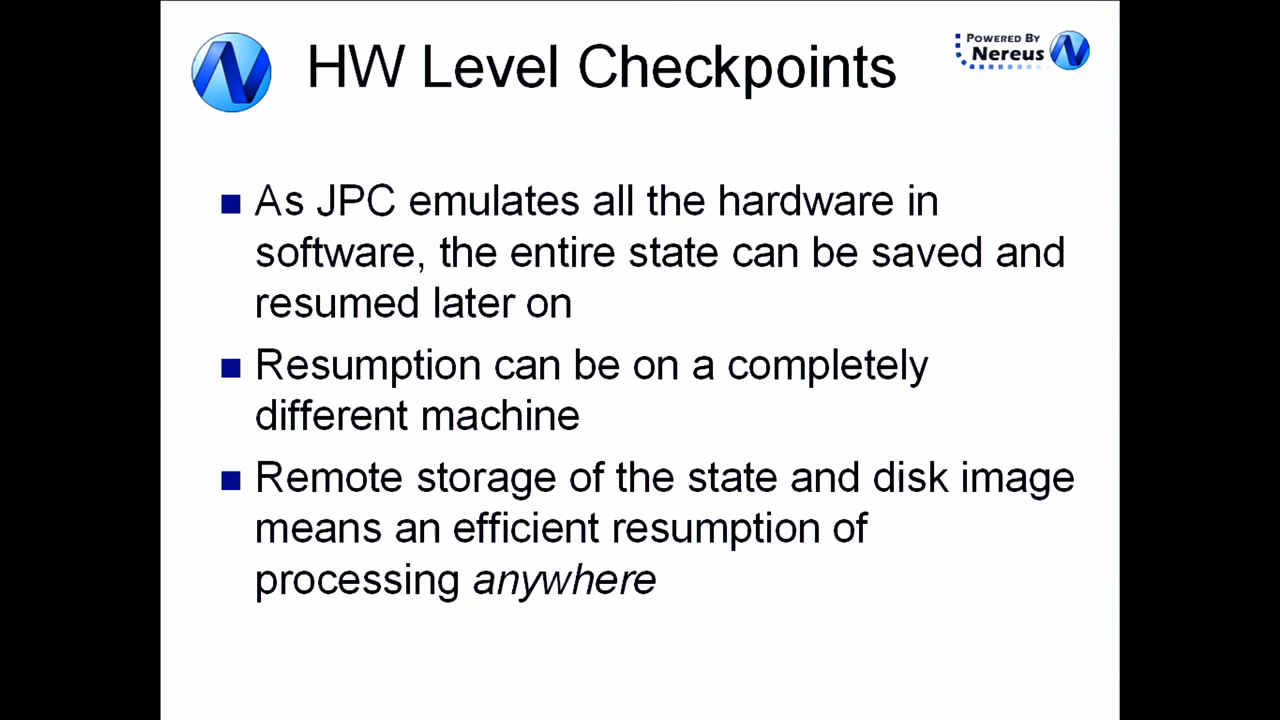 HW Level Checkpoints
POWERED BY
Nereus
As JPC emulates all the hardware in
software, the entire state can be saved and
resumed later on
Resumption can be on a completely
different machine
Remote storage of the state and disk image
means an efficient resumption of
processing anywhere